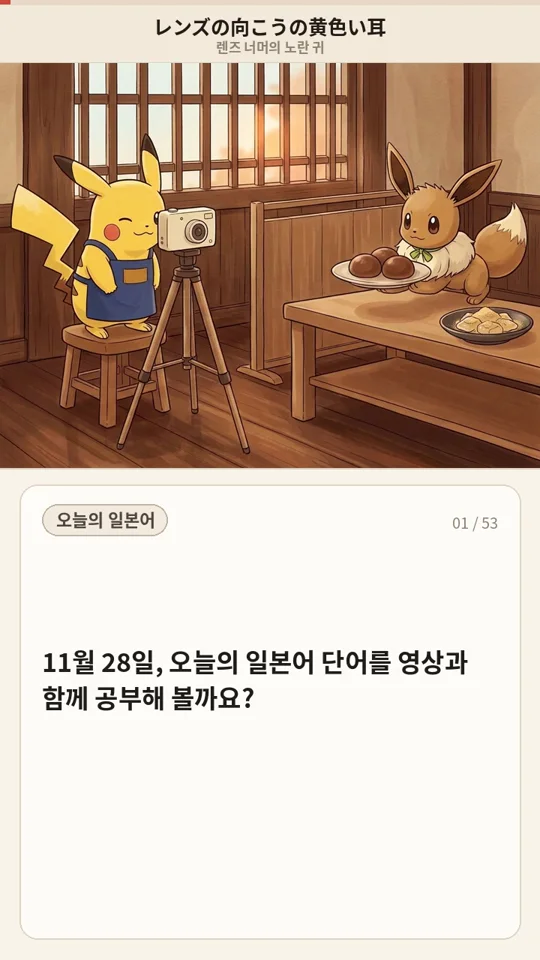 レンズの向こうの黄色い耳
렌즈 너머의 노란 귀
오늘의 일본어
01 / 53
11월 28일, 오늘의 일본어 단어를 영상과
함께 공부해 볼까요?